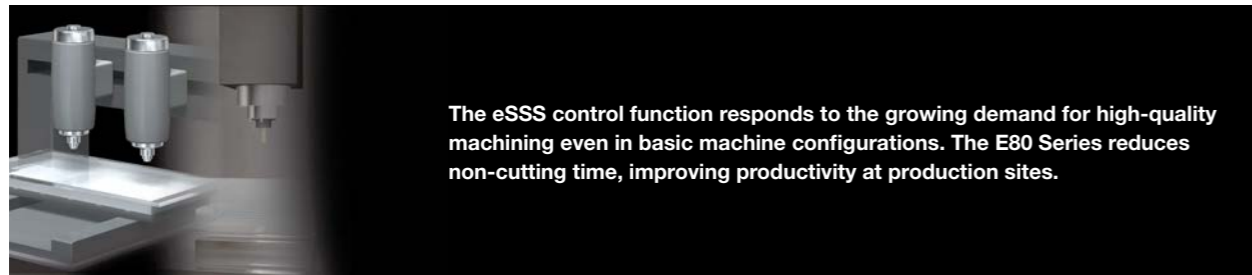 The eSSS control function responds to the growing demand for high-quality
machining even in basic machine configurations. The E80 Series reduces
non-cutting time, improving productivity at production sites.